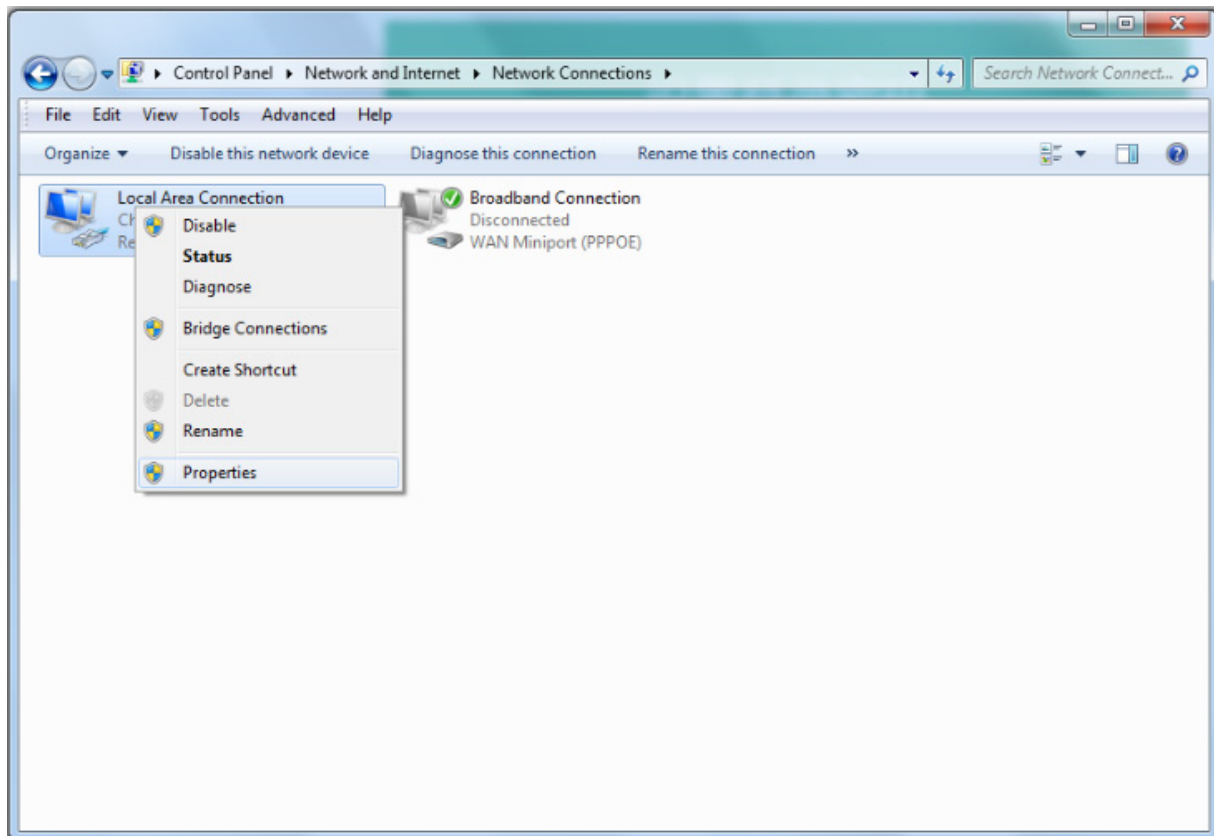 Control Panel ▸ Network and Internet ▸ Network Connections ▸
Search Network Connect...
File Edit View Tools Advanced Help
Organize Disable this network device Diagnose this connection Rename this connection »
Local Area Connection
Disable
Status
Diagnose
Bridge Connections
Create Shortcut
Delete
Rename
Properties
Broadband Connection
Disconnected
WAN Miniport (PPPOE)